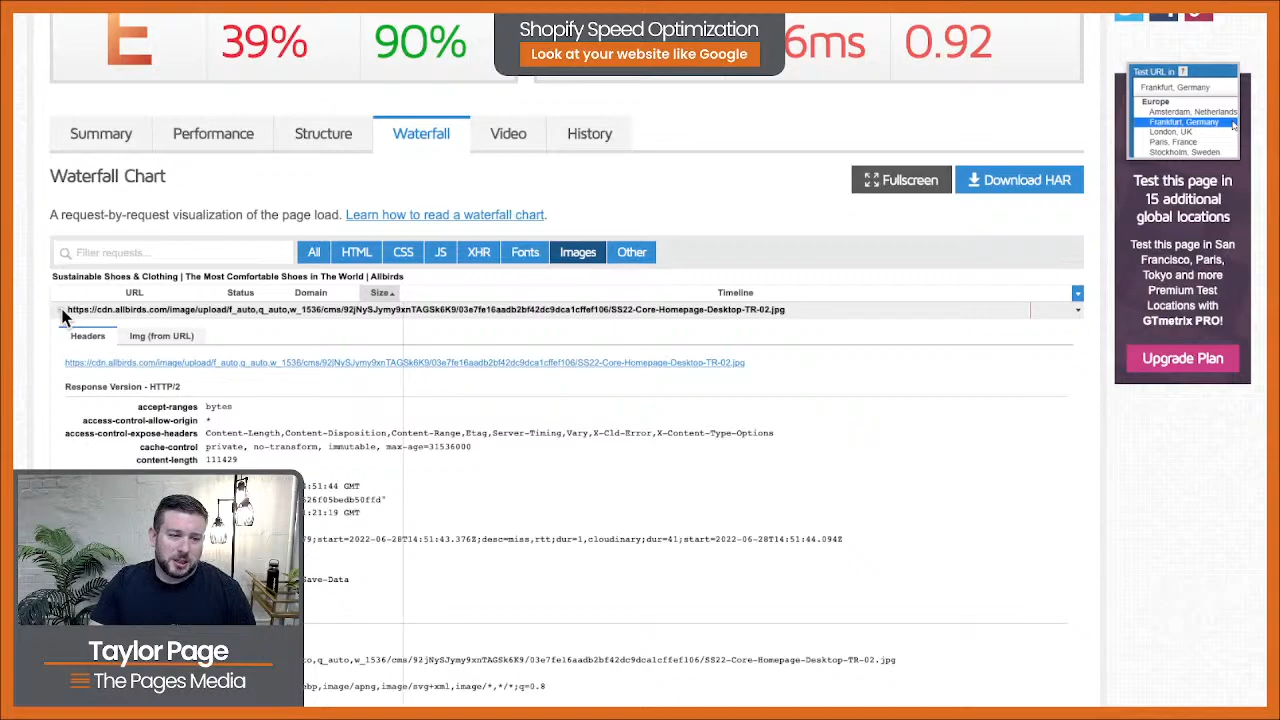 Shopify Speed Optimization
Look at your website like Google
E
39%
90%
6ms
0.92
Summary
Performance
Structure
Waterfall
Video
History
Waterfall Chart
Fullscreen
Download HAR
A request-by-request visualization of the page load. Learn how to read a waterfall chart.
Filter requests...
All
HTML
CSS
JS
XHR
Fonts
Images
Other
Sustainable Shoes & Clothing | The Most Comfortable Shoes in The World | Allbirds
URL
Status
Domain
Size
Timeline
https://cdn.allbirds.com/image/upload/f_auto,q_auto,w_1536/cms/92jNySJymy9xnTAGSk6K9/03e7fe16aadb2bf42dc9dca1cffef106/SS22-Core-Homepage-Desktop-TR-02.jpg
Headers
Img (from URL)
https://cdn.allbirds.com/image/upload/f_auto,q_auto,w_1536/cms/92jNySJymy9xnTAGSk6K9/03e7fe16aadb2bf42dc9dca1cffef106/SS22-Core-Homepage-Desktop-TR-02.jpg
Response Version - HTTP/2
accept-ranges bytes
access-control-allow-origin *
access-control-expose-headers Content-Length,Content-Disposition,Content-Range,Etag,Server-Timing,Vary,X-Cld-Error,X-Content-Type-Options
cache-control private, no-transform, immutable, max-age=31536000
content-length 111429
4:51:44 GMT
526f05bedb50ffd"
1:21:19 GMT
9;start=2022-06-28T14:51:43.376Z;desc=miss,rtt;dur=1,cloudinary;dur=41;start=2022-06-28T14:51:44.094Z
Save-Data
o,q_auto,w_1536/cms/92jNySJymy9xnTAGSk6K9/03e7fe16aadb2bf42dc9dca1cffef106/SS22-Core-Homepage-Desktop-TR-02.jpg
ebp,image/apng,image/svg+xml,image/*,*/*;q=0.8
Test URL in ?
Frankfurt, Germany
Europe
Amsterdam, Netherlands
Frankfurt, Germany
London, UK
Paris, France
Stockholm, Sweden
Test this page in
15 additional
global locations
Test this page in San
Francisco, Paris,
Tokyo and more
Premium Test
Locations with
GTmetrix PRO!
Upgrade Plan
Taylor Page
The Pages Media